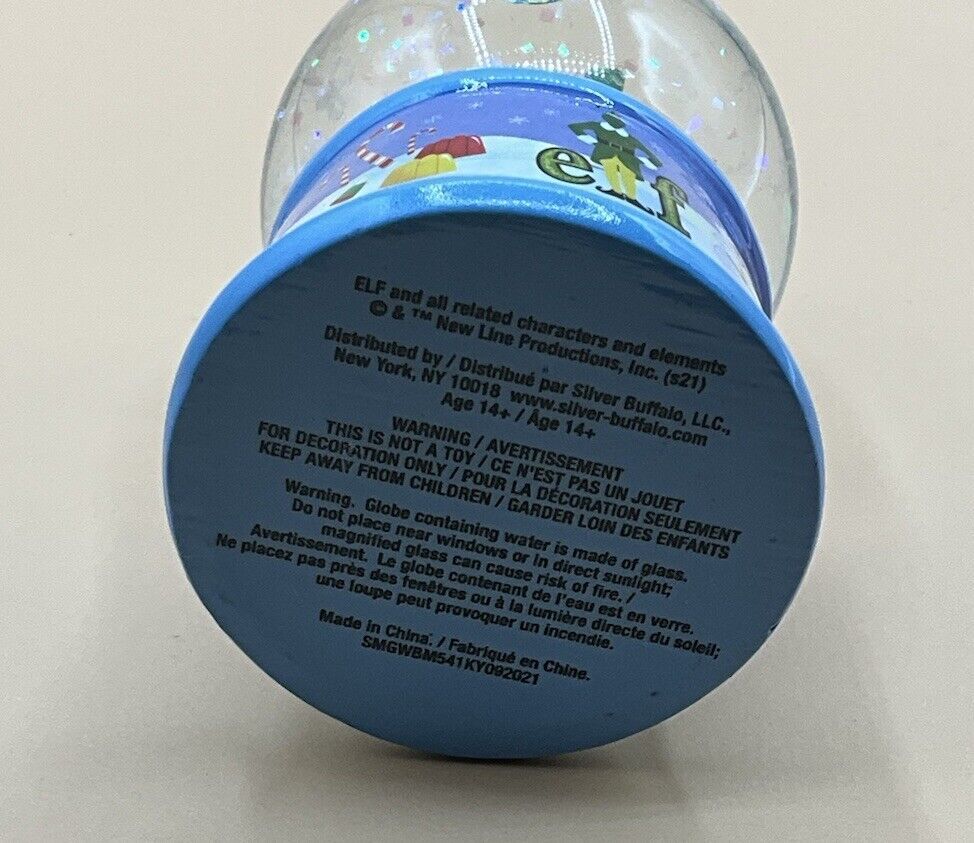 elf
ELF and all related characters and elements
© & ™ New Line Productions, Inc. (s21)
Distributed by / Distribué par Silver Buffalo, LLC.,
New York, NY 10018 www.silver-buffalo.com
Age 14+ / Âge 14+
WARNING / AVERTISSEMENT
THIS IS NOT A TOY / CE N'EST PAS UN JOUET
FOR DECORATION ONLY / POUR LA DÉCORATION SEULEMENT
KEEP AWAY FROM CHILDREN / GARDER LOIN DES ENFANTS
Warning. Globe containing water is made of glass.
Do not place near windows or in direct sunlight;
magnified glass can cause risk of fire. /
Avertissement. Le globe contenant de l'eau est en verre.
Ne placez pas près des fenêtres ou à la lumière directe du soleil;
une loupe peut provoquer un incendie.
Made in China. / Fabriqué en Chine.
SMGWBM541KY092021